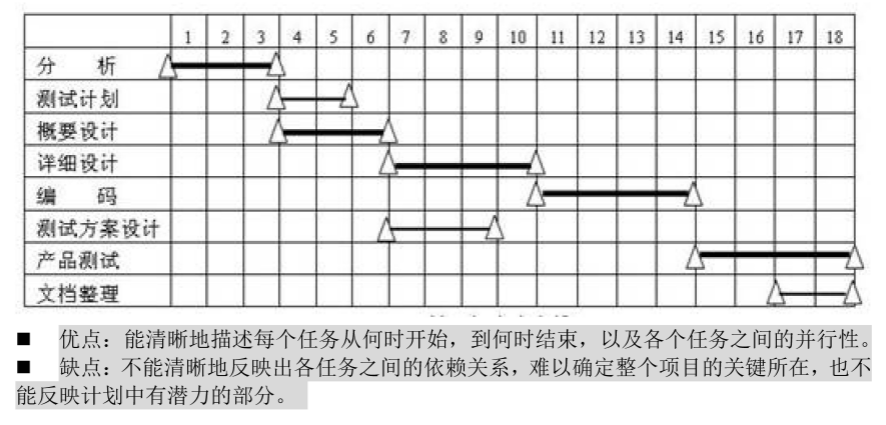 1 2 3 4 5 6 7 8 9 10 11 12 13 14 15 16 17 18
分 析
测试计划
概要设计
详细设计
编 码
测试方案设计
产品测试
文档整理
■ 优点：能清晰地描述每个任务从何时开始，到何时结束，以及各个任务之间的并行性。
■ 缺点：不能清晰地反映出各任务之间的依赖关系，难以确定整个项目的关键所在，也不
能反映计划中有潜力的部分。